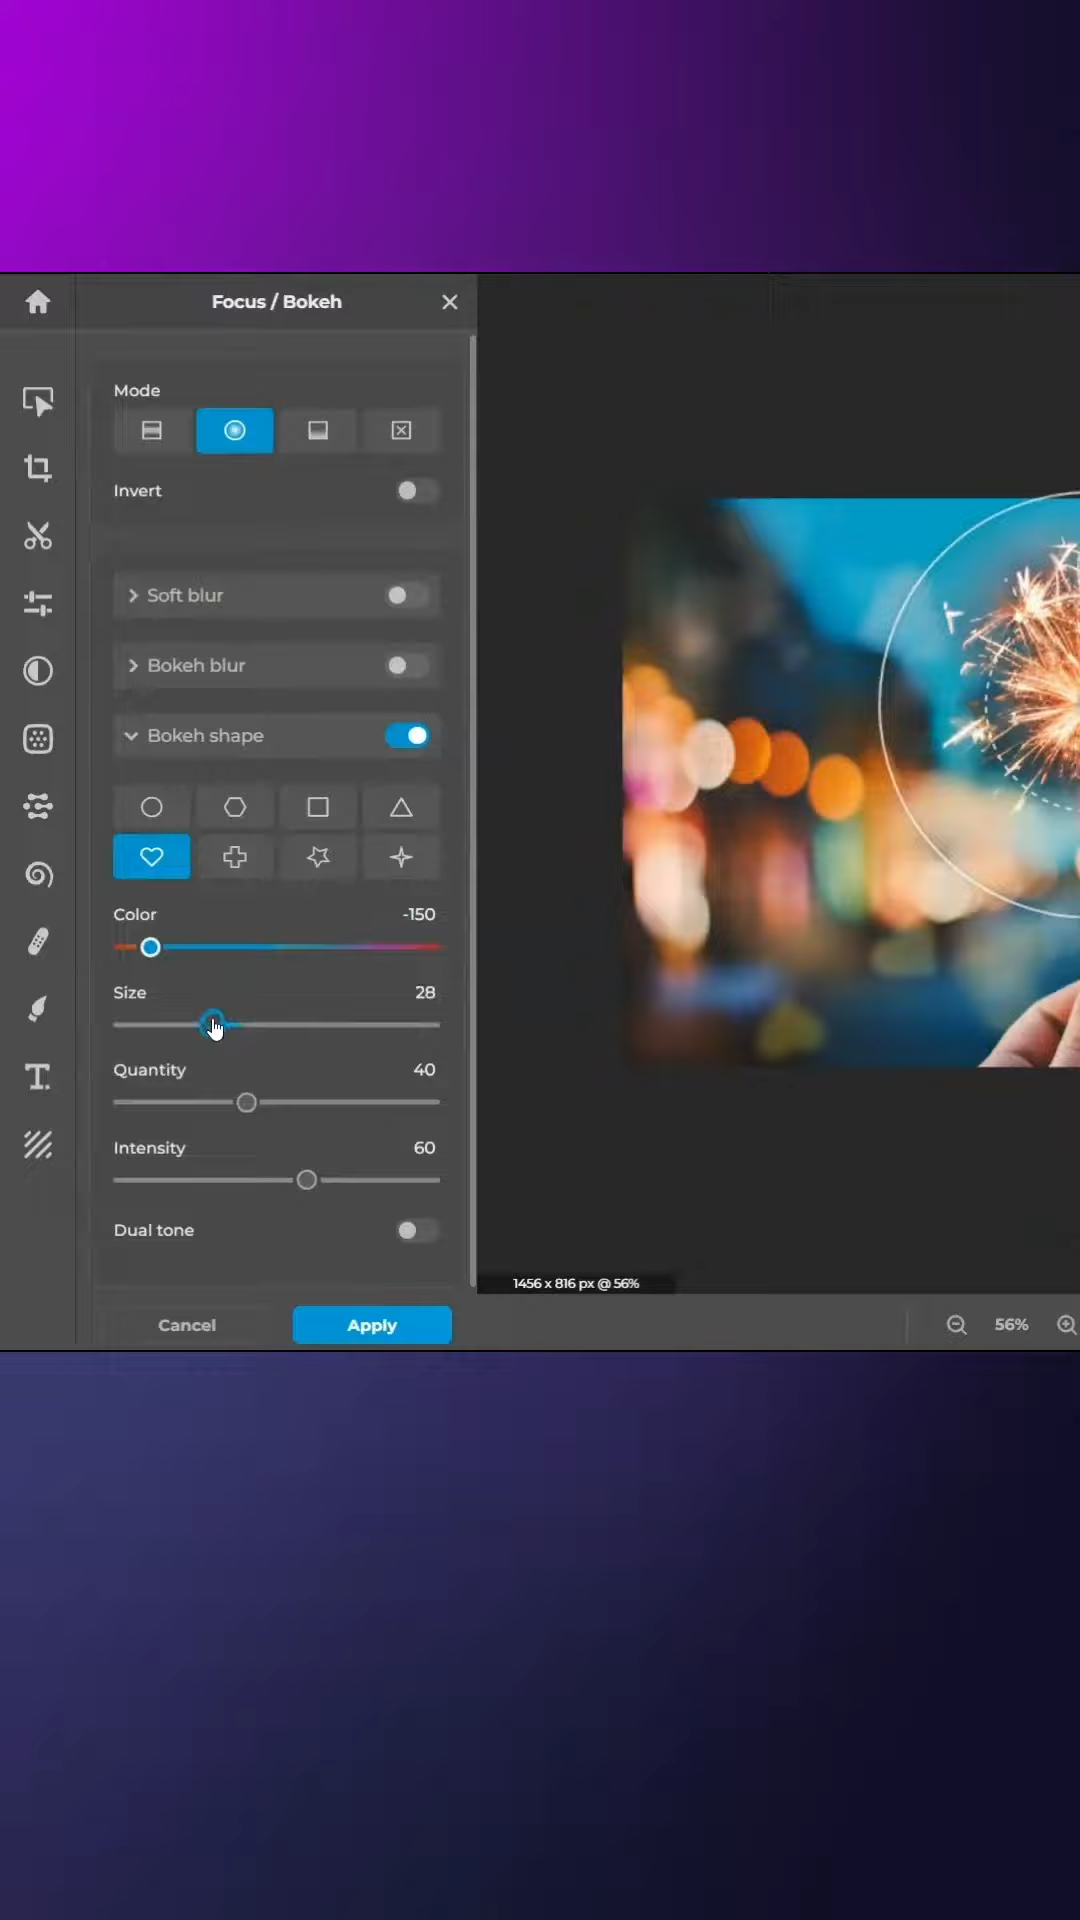 Focus / Bokeh
Mode
Invert
Soft blur
Bokeh blur
Bokeh shape
Color -150
Size 28
Quantity 40
Intensity 60
Dual tone
1456 x 816 px @ 56%
Cancel Apply 56%